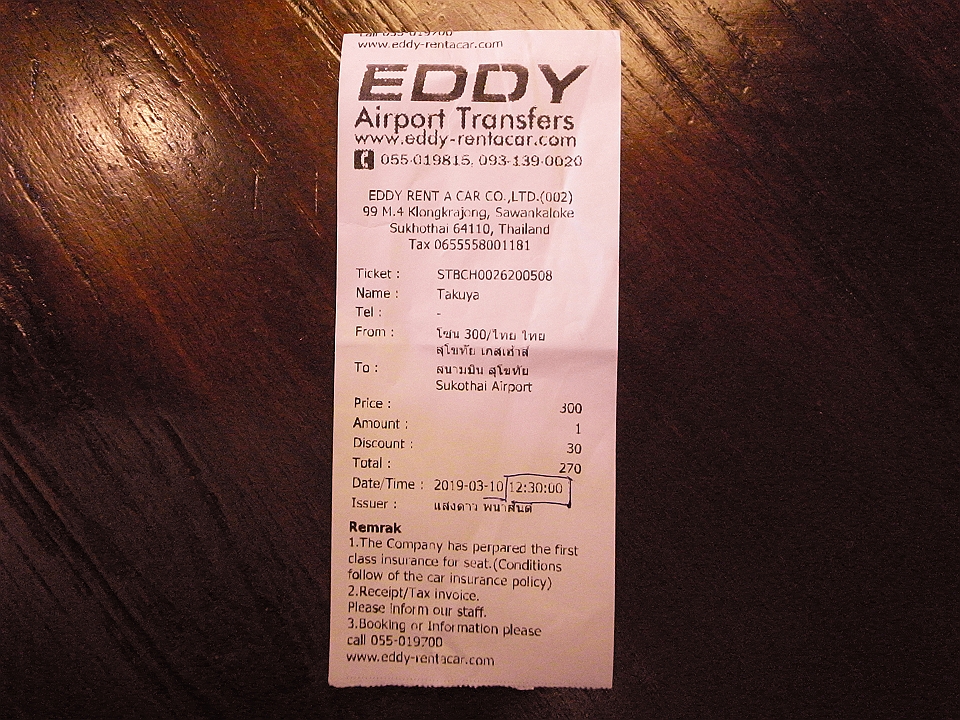 call 055-019700
www.eddy-rentacar.com
EDDY
Airport Transfers
www.eddy-rentacar.com
055-019815, 093-139-0020
EDDY RENT A CAR CO.,LTD.(002)
99 M.4 Klongkrajong, Sawankaloke
Sukhothai 64110, Thailand
Tax 0655558001181
Ticket : STBCH0026200508
Name : Takuya
Tel : -
From : โซน 300/ไทย ไทย
สุโขทัย เกสเฮ้าส์
To : สนามบิน สุโขทัย
Sukothai Airport
Price : 300
Amount : 1
Discount : 30
Total : 270
Date/Time : 2019-03-10 12:30:00
Issuer : แสงดาว พนาสันต์
Remrak
1.The Company has perpared the first
class insurance for seat.(Conditions
follow of the car insurance policy)
2.Receipt/Tax invoice.
Please inform our staff.
3.Booking or Information please
call 055-019700
www.eddy-rentacar.com